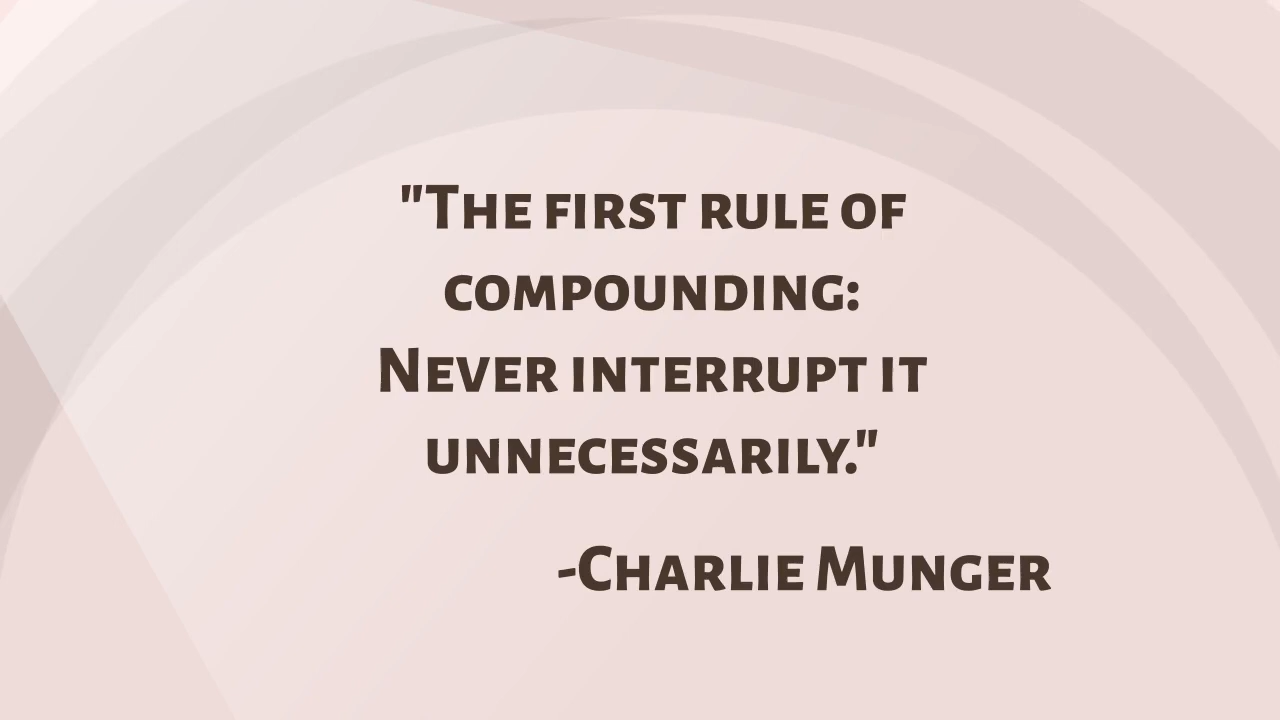 "The first rule of
compounding:
Never interrupt it
unnecessarily."
-Charlie Munger